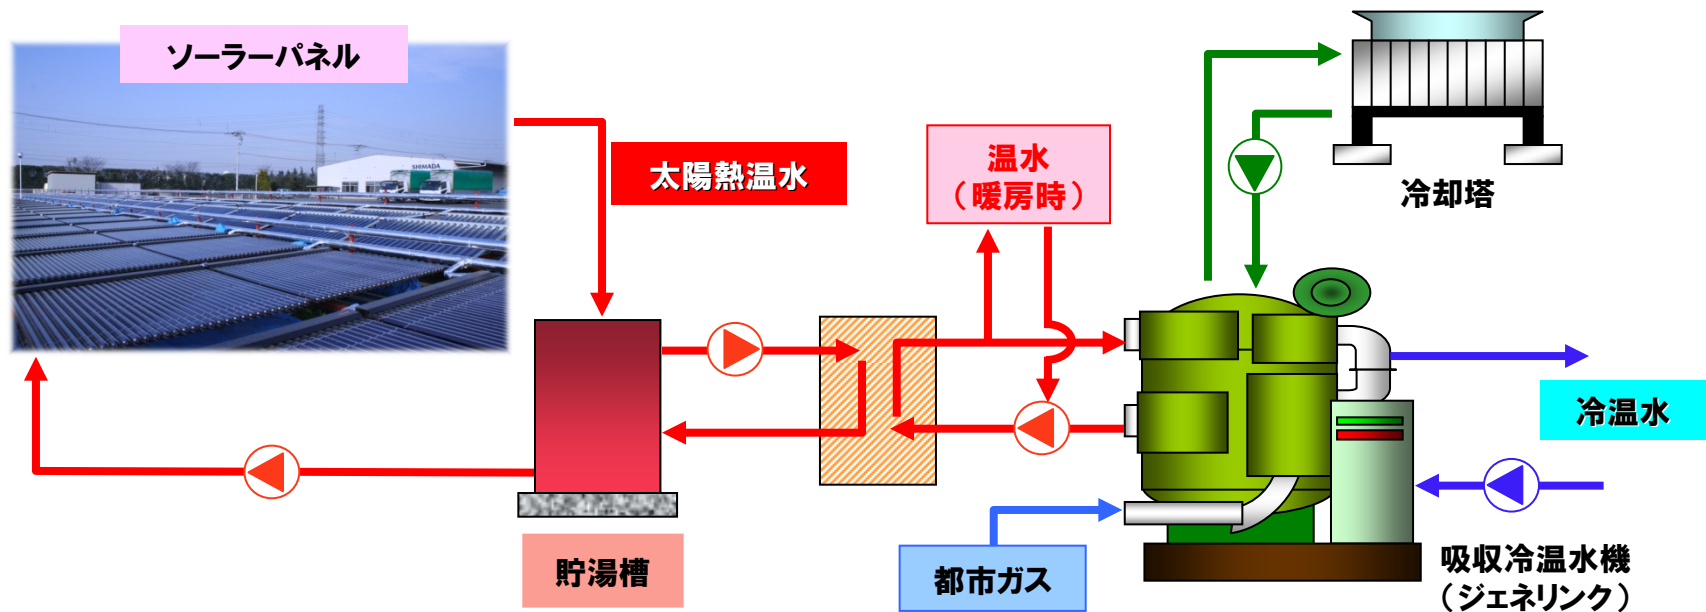 ソーラーパネル
SHIMADA
太陽熱温水
温水
（暖房時）
冷却塔
冷温水
貯湯槽
都市ガス
吸収冷温水機
（ジェネリンク）